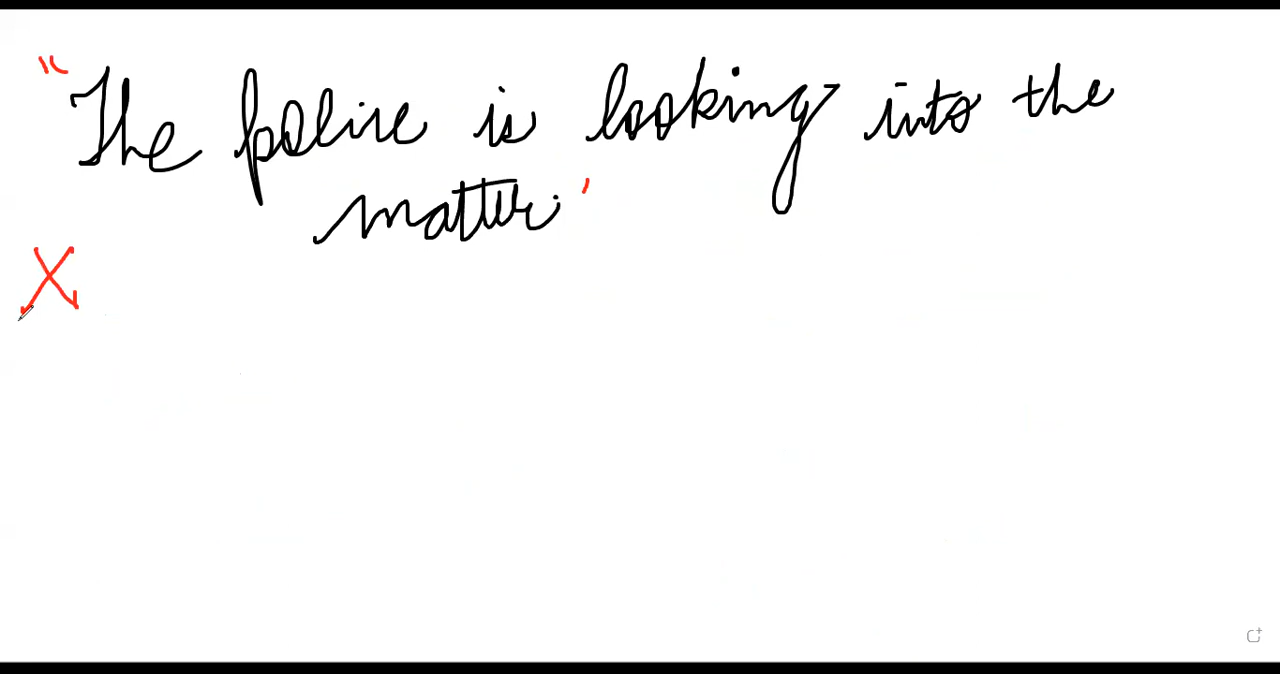 "The police is looking into the
matter.'
X